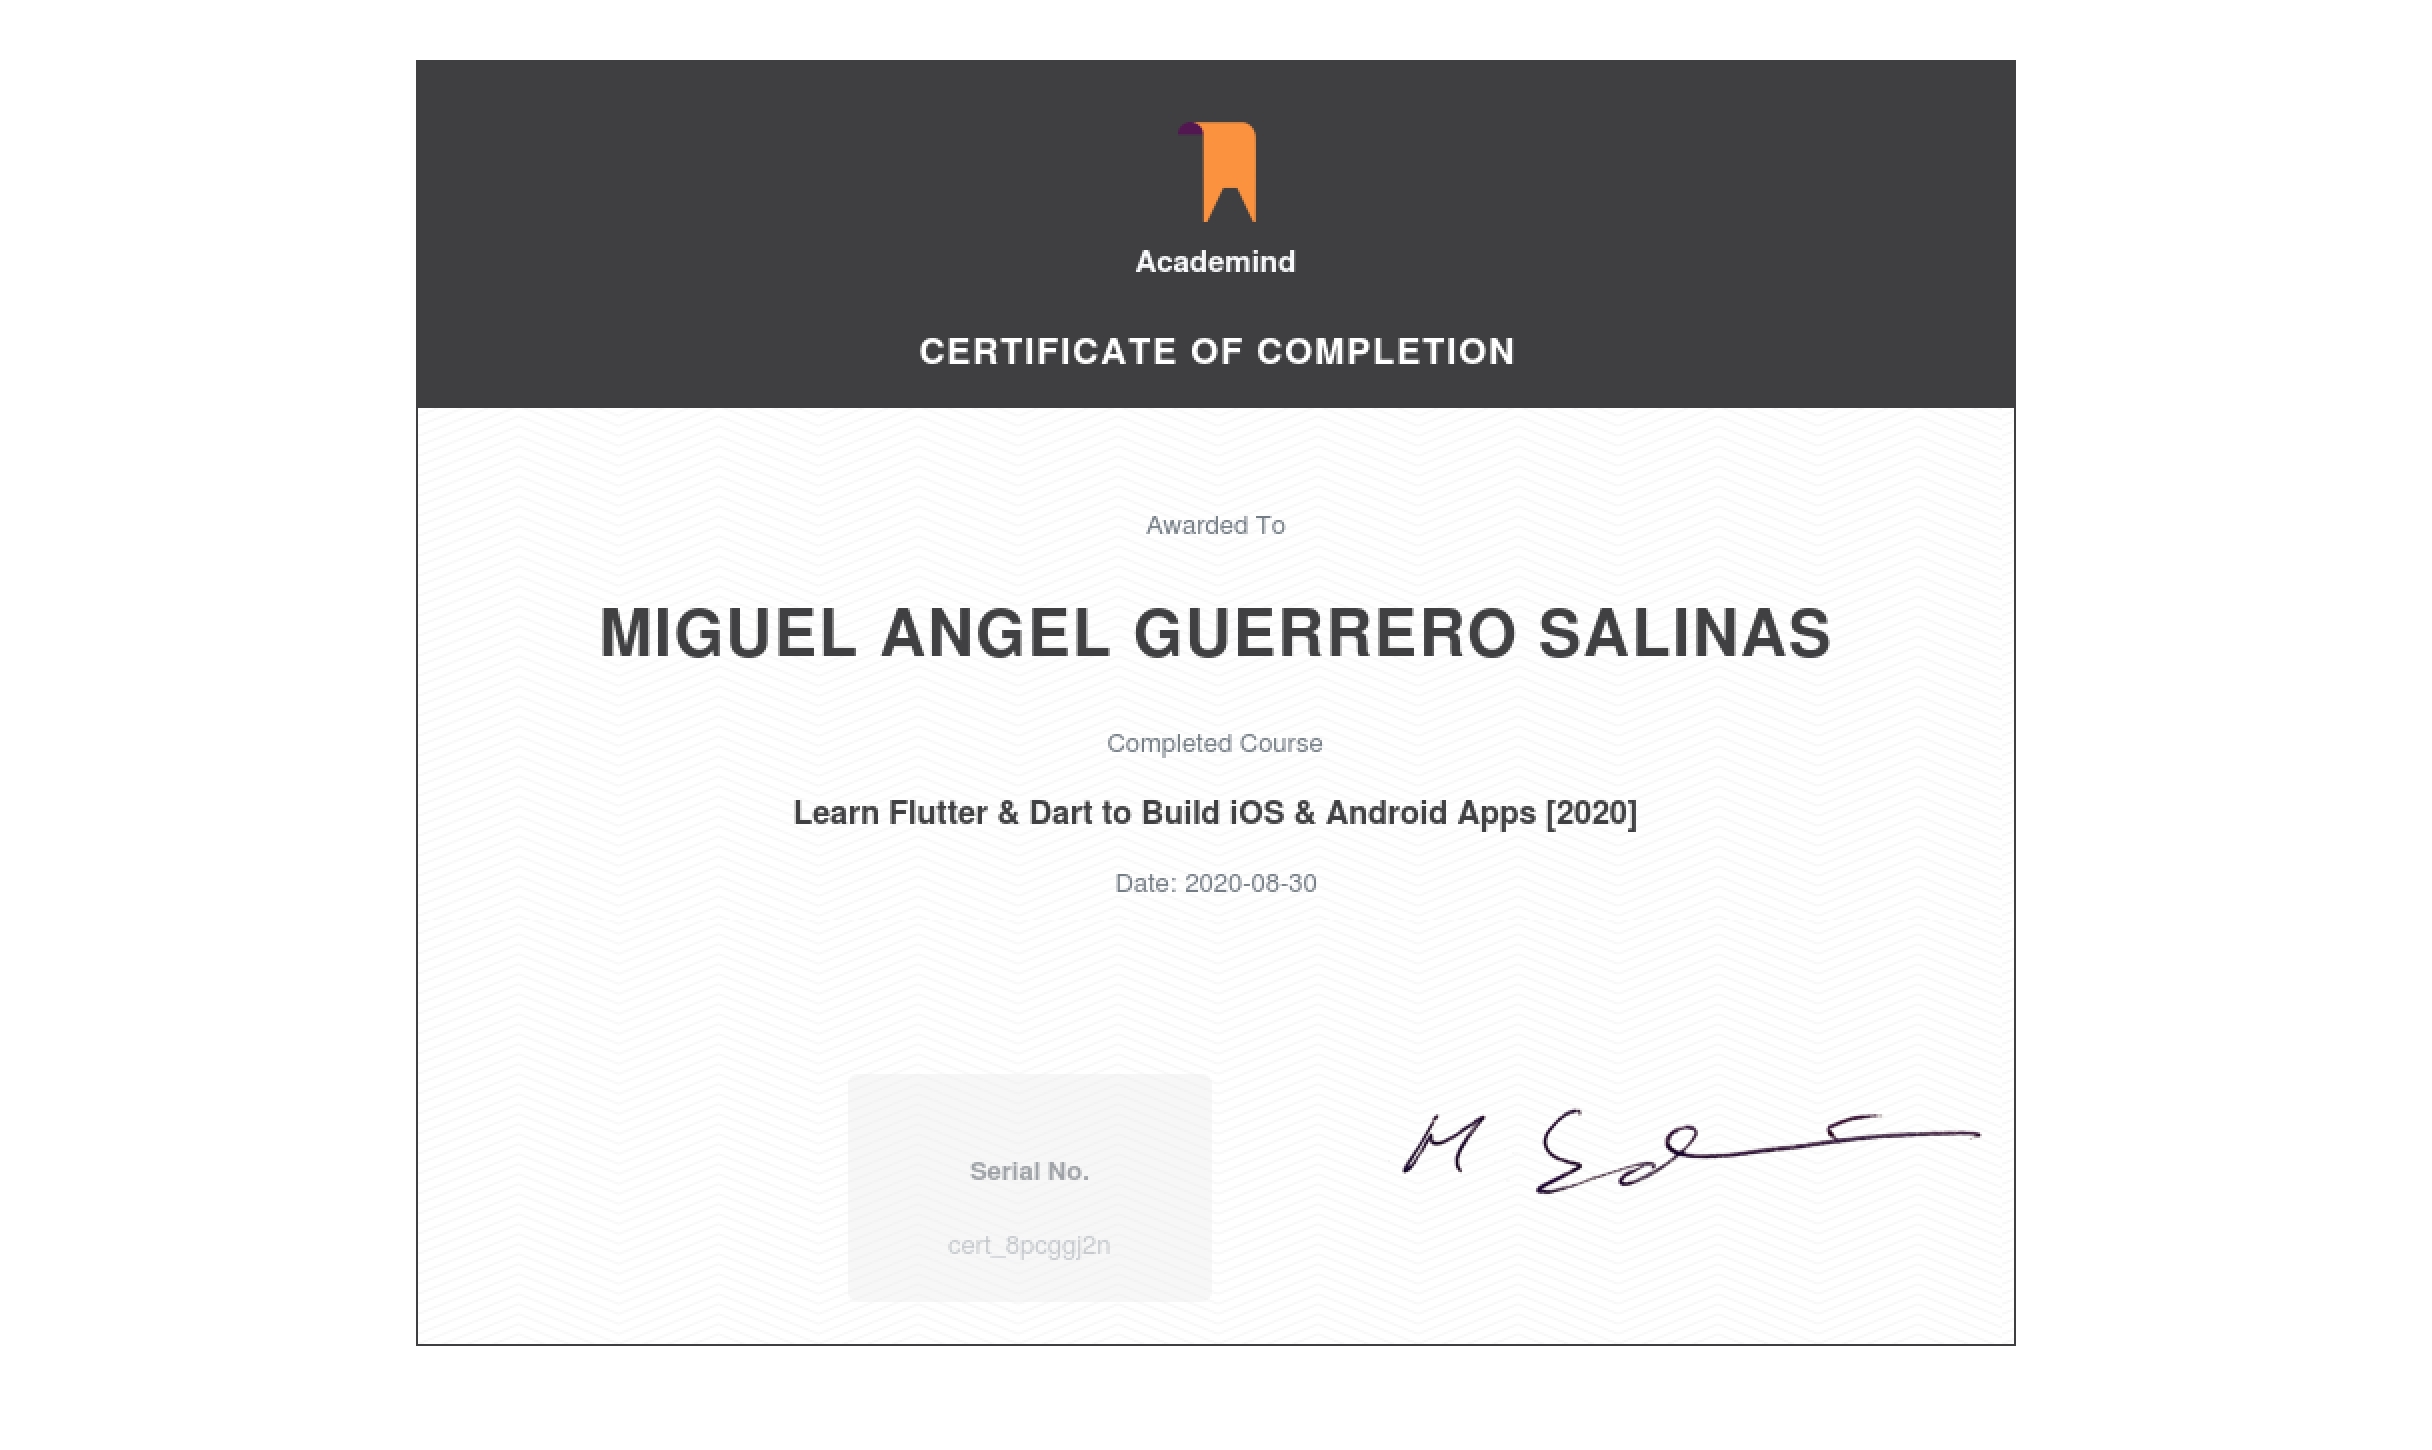 Academind
CERTIFICATE OF COMPLETION
Awarded To
MIGUEL ANGEL GUERRERO SALINAS
Completed Course
Learn Flutter & Dart to Build iOS & Android Apps [2020]
Date: 2020-08-30
Serial No.
cert_8pcggj2n